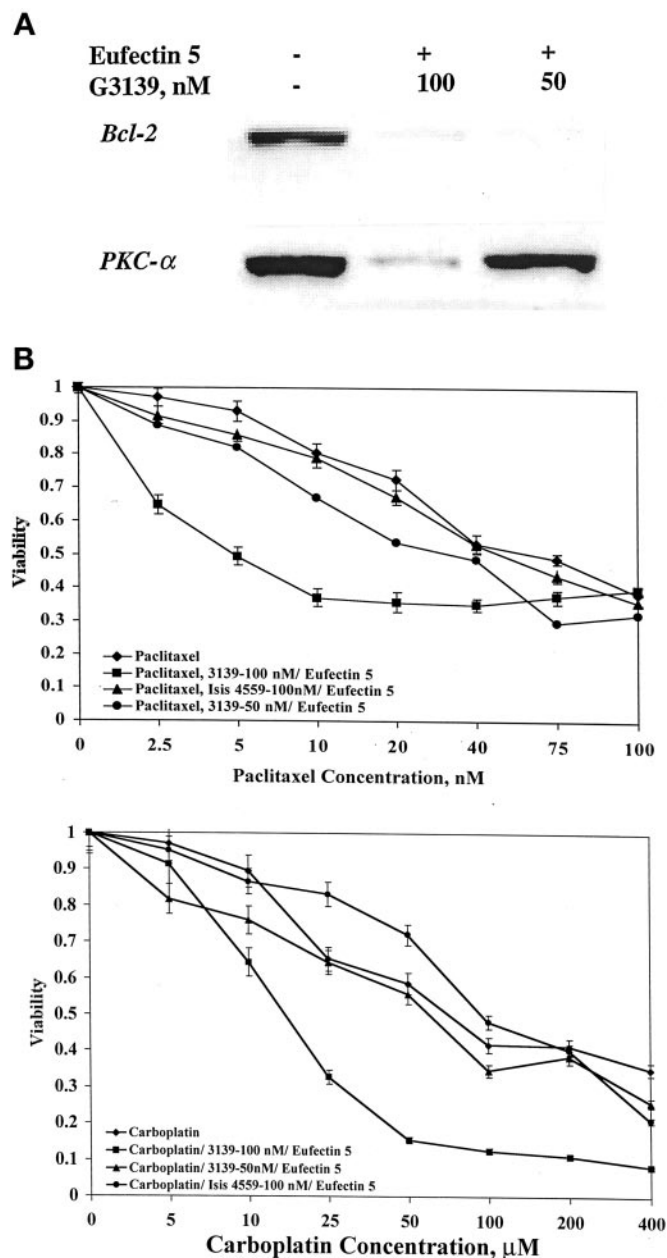 A
Eufectin 5 - + +
G3139, nM - 100 50
Bcl-2
PKC-α
B
1
0.9
0.8
0.7
0.6
0.5
0.4
0.3
0.2
0.1
0
Viability
Paclitaxel
Paclitaxel, 3139-100 nM/ Eufectin 5
Paclitaxel, Isis 4559-100nM/ Eufectin 5
Paclitaxel, 3139-50 nM/ Eufectin 5
0 2.5 5 10 20 40 75 100
Paclitaxel Concentration, nM
1
0.9
0.8
0.7
0.6
0.5
0.4
0.3
0.2
0.1
0
Viability
Carboplatin
Carboplatin/ 3139-100 nM/ Eufectin 5
Carboplatin/ 3139-50nM/ Eufectin 5
Carboplatin/ Isis 4559-100 nM/ Eufectin 5
0 5 10 25 50 100 200 400
Carboplatin Concentration, μM